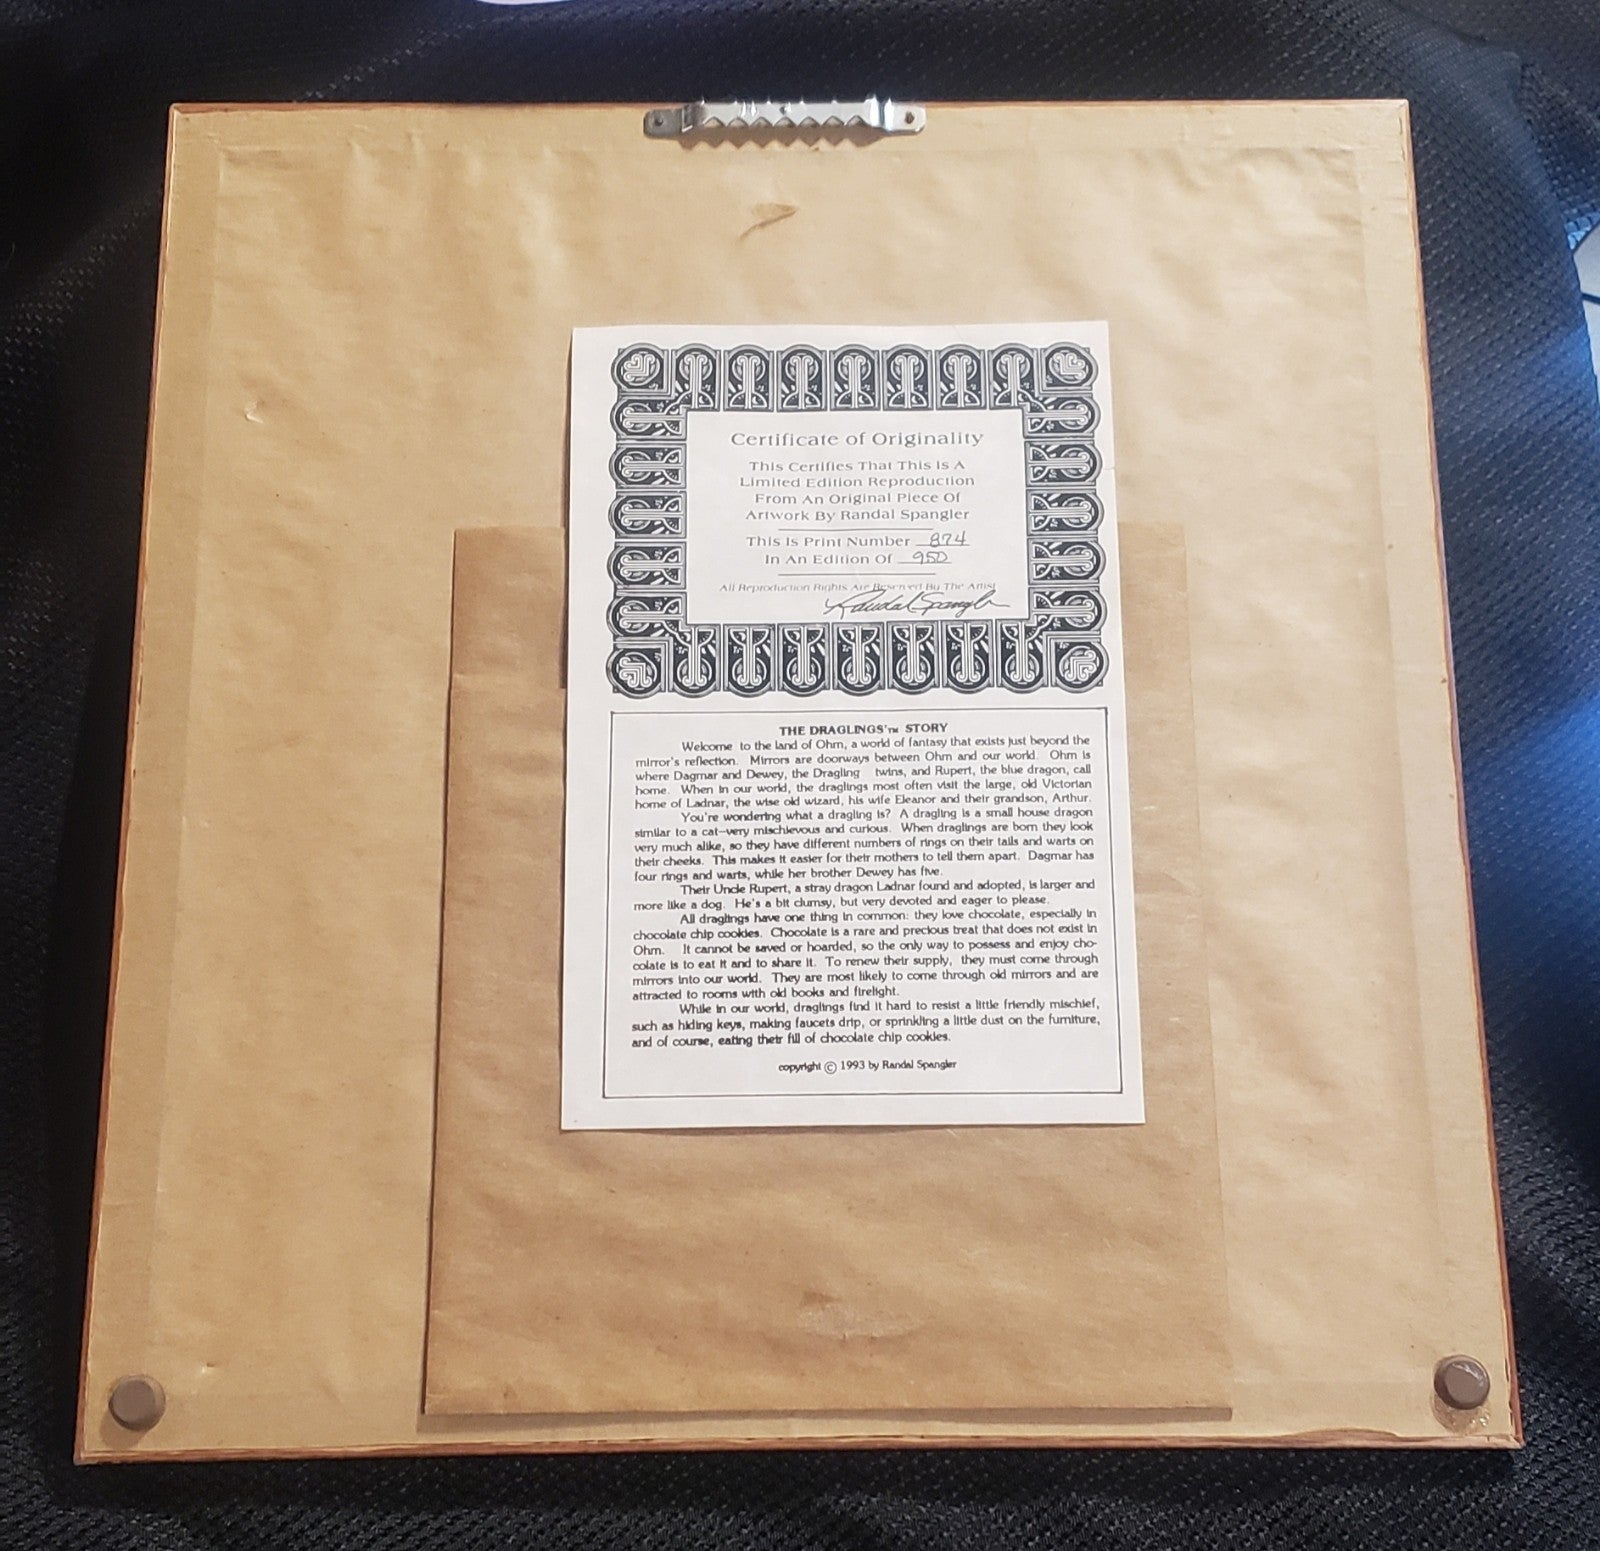 Certificate of Originality
This Certifies That This Is A
Limited Edition Reproduction
From An Original Piece Of
Artwork By Randal Spangler
This Is Print Number 874
In An Edition Of 950
All Reproduction Rights Are Reserved By The Artist
Randal Spangler
THE DRAGLINGS'™ STORY
Welcome to the land of Ohm, a world of fantasy that exists just beyond the
mirror's reflection. Mirrors are doorways between Ohm and our world. Ohm is
where Dagmar and Dewey, the Dragling twins, and Rupert, the blue dragon, call
home. When in our world, the draglings most often visit the large, old Victorian
home of Ladnar, the wise old wizard, his wife Eleanor and their grandson, Arthur.
You're wondering what a dragling is? A dragling is a small house dragon
similar to a cat—very mischievous and curious. When draglings are born they look
very much alike, so they have different numbers of rings on their tails and warts on
their cheeks. This makes it easier for their mothers to tell them apart. Dagmar has
four rings and warts, while her brother Dewey has five.
Their Uncle Rupert, a stray dragon Ladnar found and adopted, is larger and
more like a dog. He's a bit clumsy, but very devoted and eager to please.
All draglings have one thing in common: they love chocolate, especially in
chocolate chip cookies. Chocolate is a rare and precious treat that does not exist in
Ohm. It cannot be saved or hoarded, so the only way to possess and enjoy cho-
colate is to eat it and to share it. To renew their supply, they must come through
mirrors into our world. They are most likely to come through old mirrors and are
attracted to rooms with old books and firelight.
While in our world, draglings find it hard to resist a little friendly mischief,
such as hiding keys, making faucets drip, or sprinkling a little dust on the furniture,
and of course, eating their fill of chocolate chip cookies.
copyright © 1993 by Randal Spangler